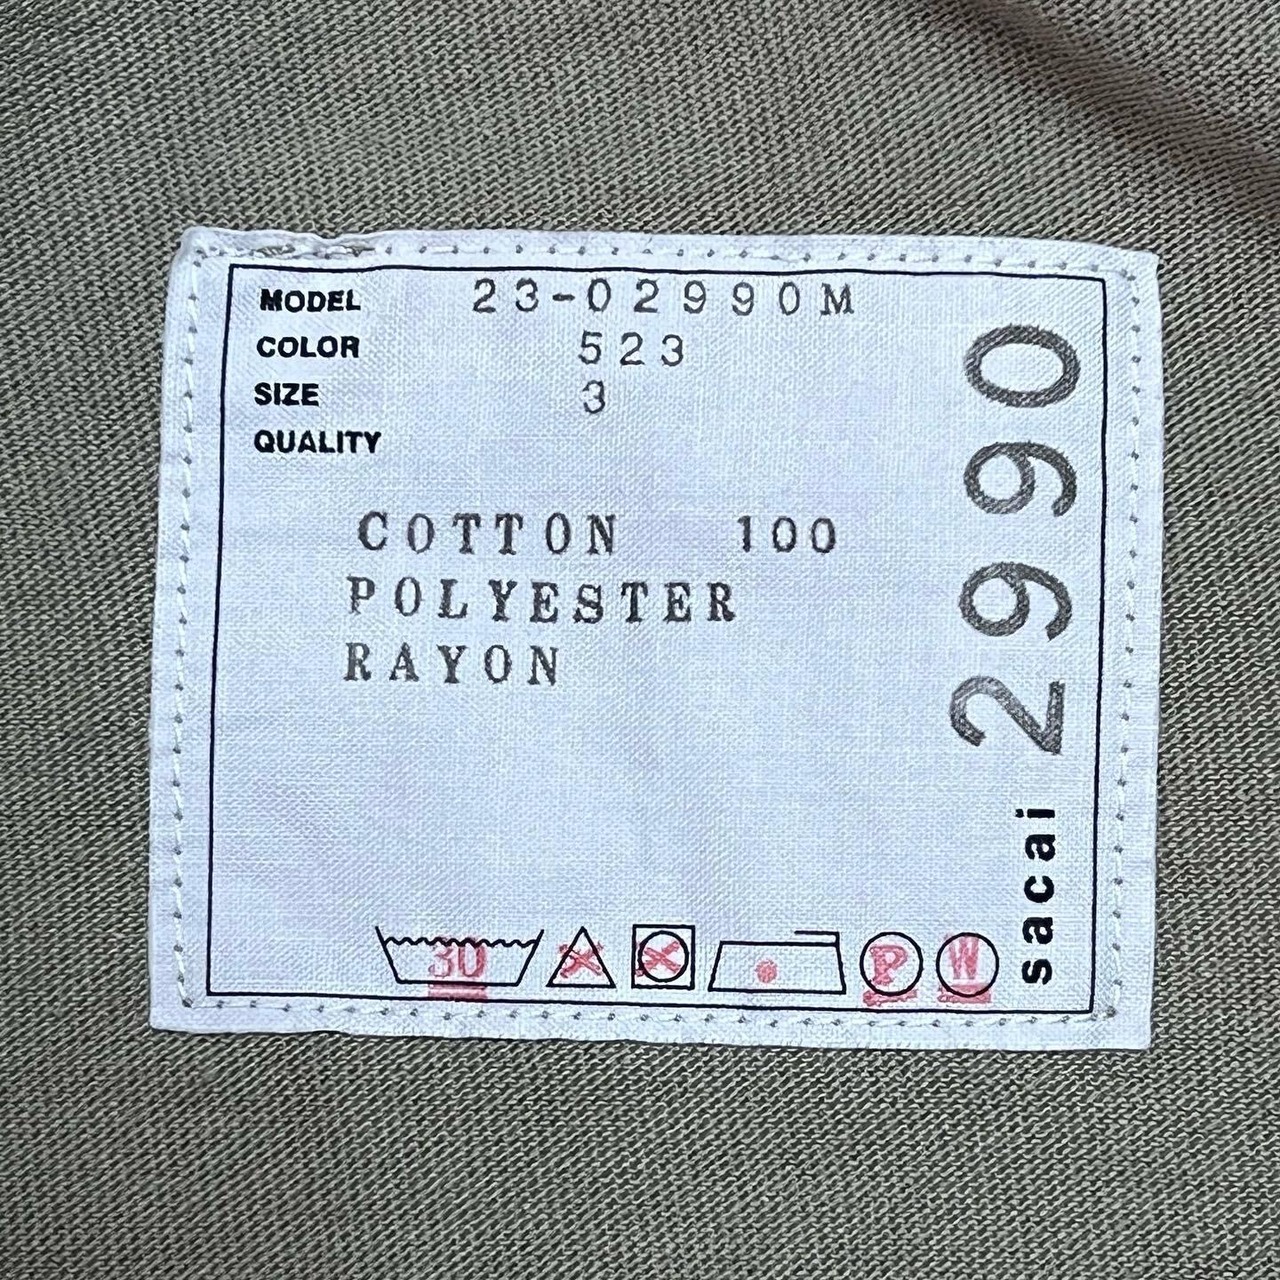 MODEL 23-02990M
COLOR 523
SIZE 3
QUALITY
COTTON 100
POLYESTER
RAYON
30
P
W
sacai 2990